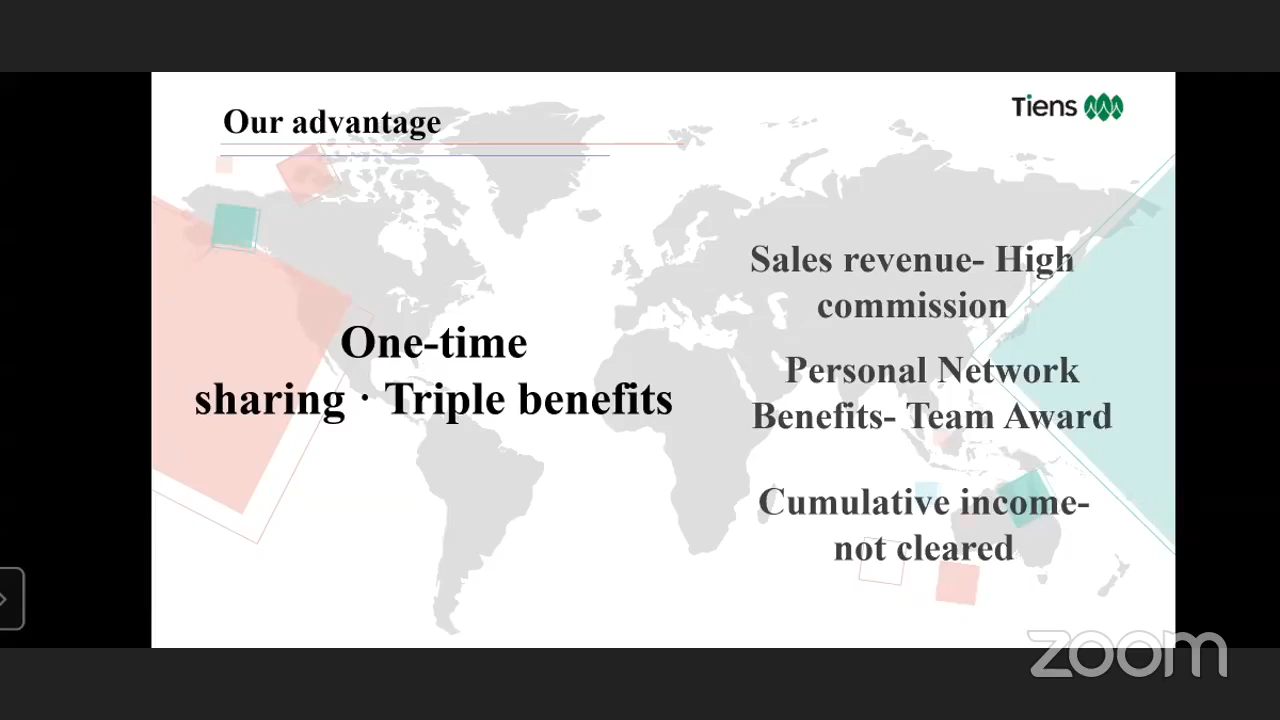 Our advantage
Tiens
One-time
sharing · Triple benefits
Sales revenue- High
commission
Personal Network
Benefits- Team Award
Cumulative income-
not cleared
zoom